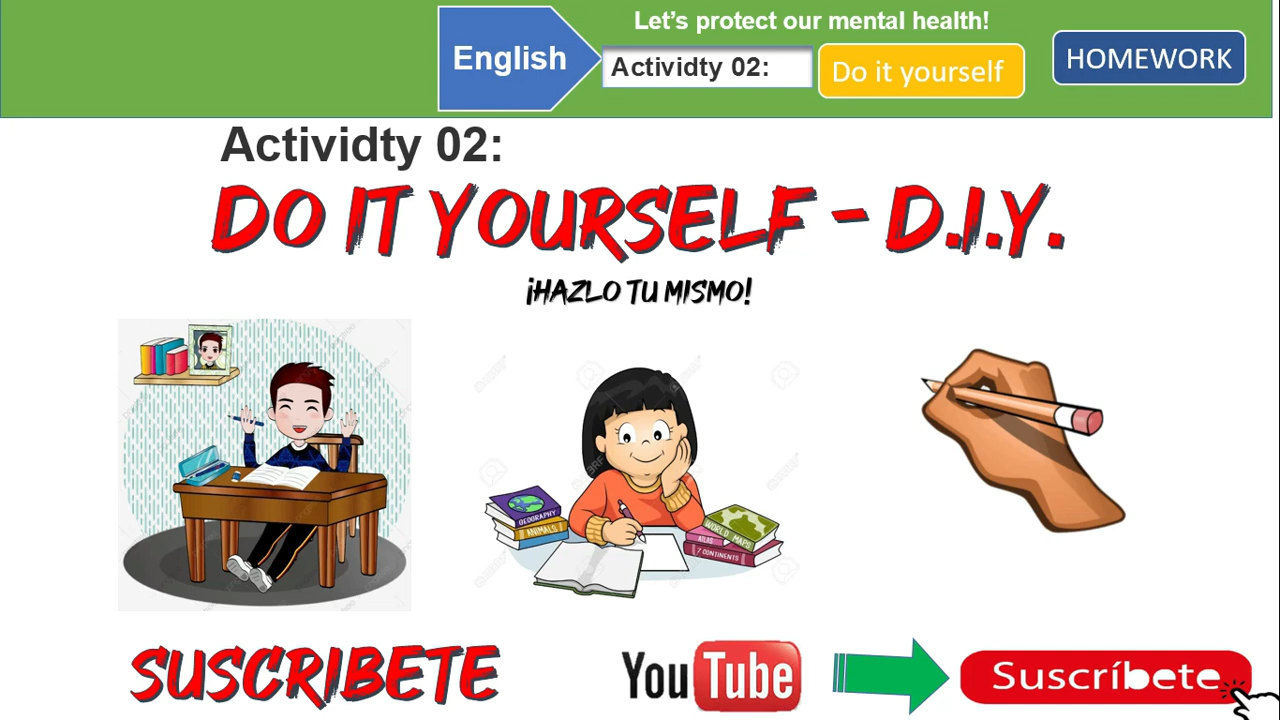 Let's protect our mental health!
English
Actividty 02:
Do it yourself
HOMEWORK
Actividty 02:
DO IT YOURSELF - D.I.Y.
¡HAZLO TU MISMO!
GEOGRAPHY
ANIMALS
WORLD MAPS
ATLAS
7 CONTINENTS
SUSCRIBETE
YouTube
Suscríbete